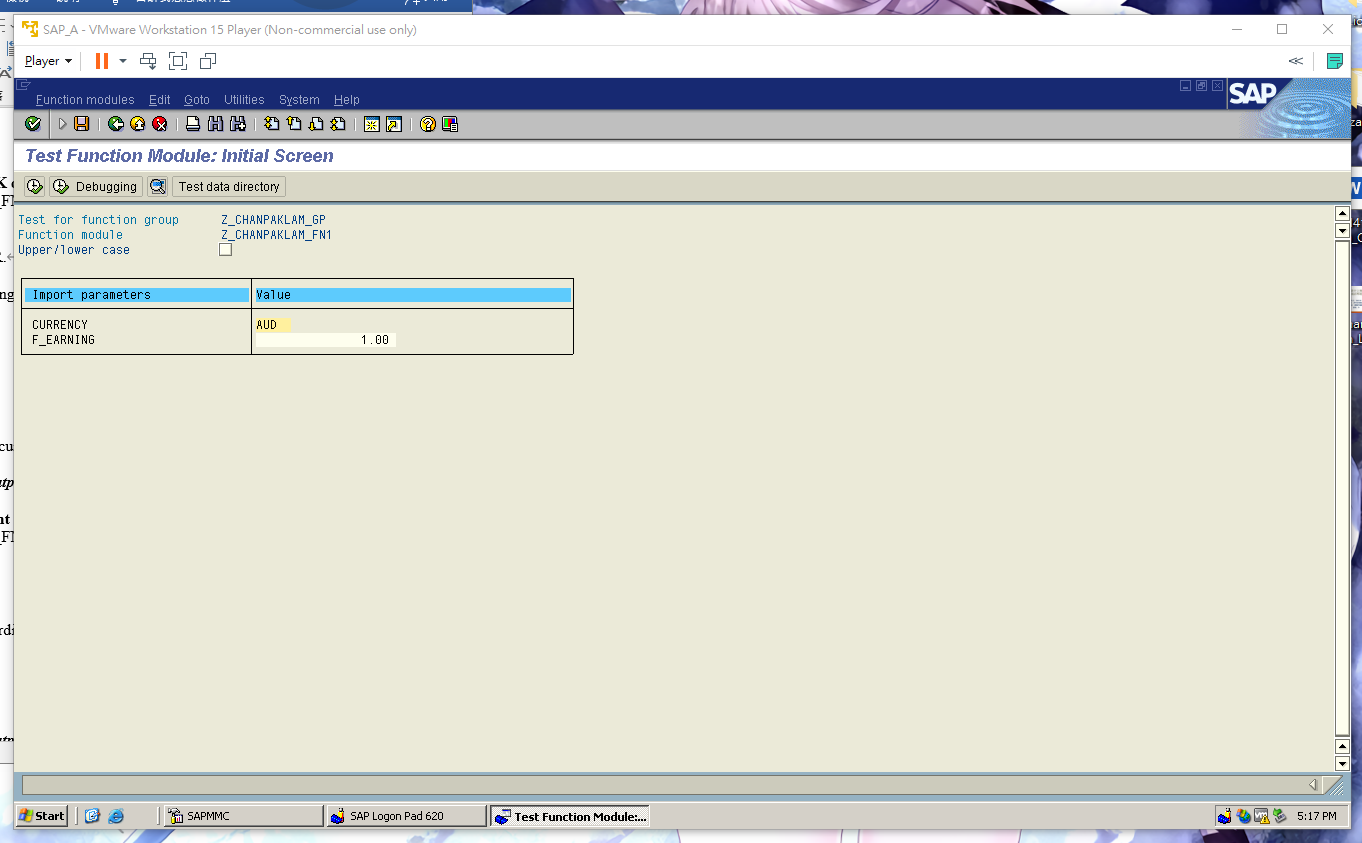 SAP_A - VMware Workstation 15 Player (Non-commercial use only)
Player
Function modules Edit Goto Utilities System Help
SAP
Test Function Module: Initial Screen
Debugging Test data directory
Test for function group Z_CHANPAKLAM_GP
Function module Z_CHANPAKLAM_FN1
Upper/lower case
Import parameters Value
CURRENCY AUD
F_EARNING 1.00
Start SAPMMC SAP Logon Pad 620 Test Function Module:... 5:17 PM